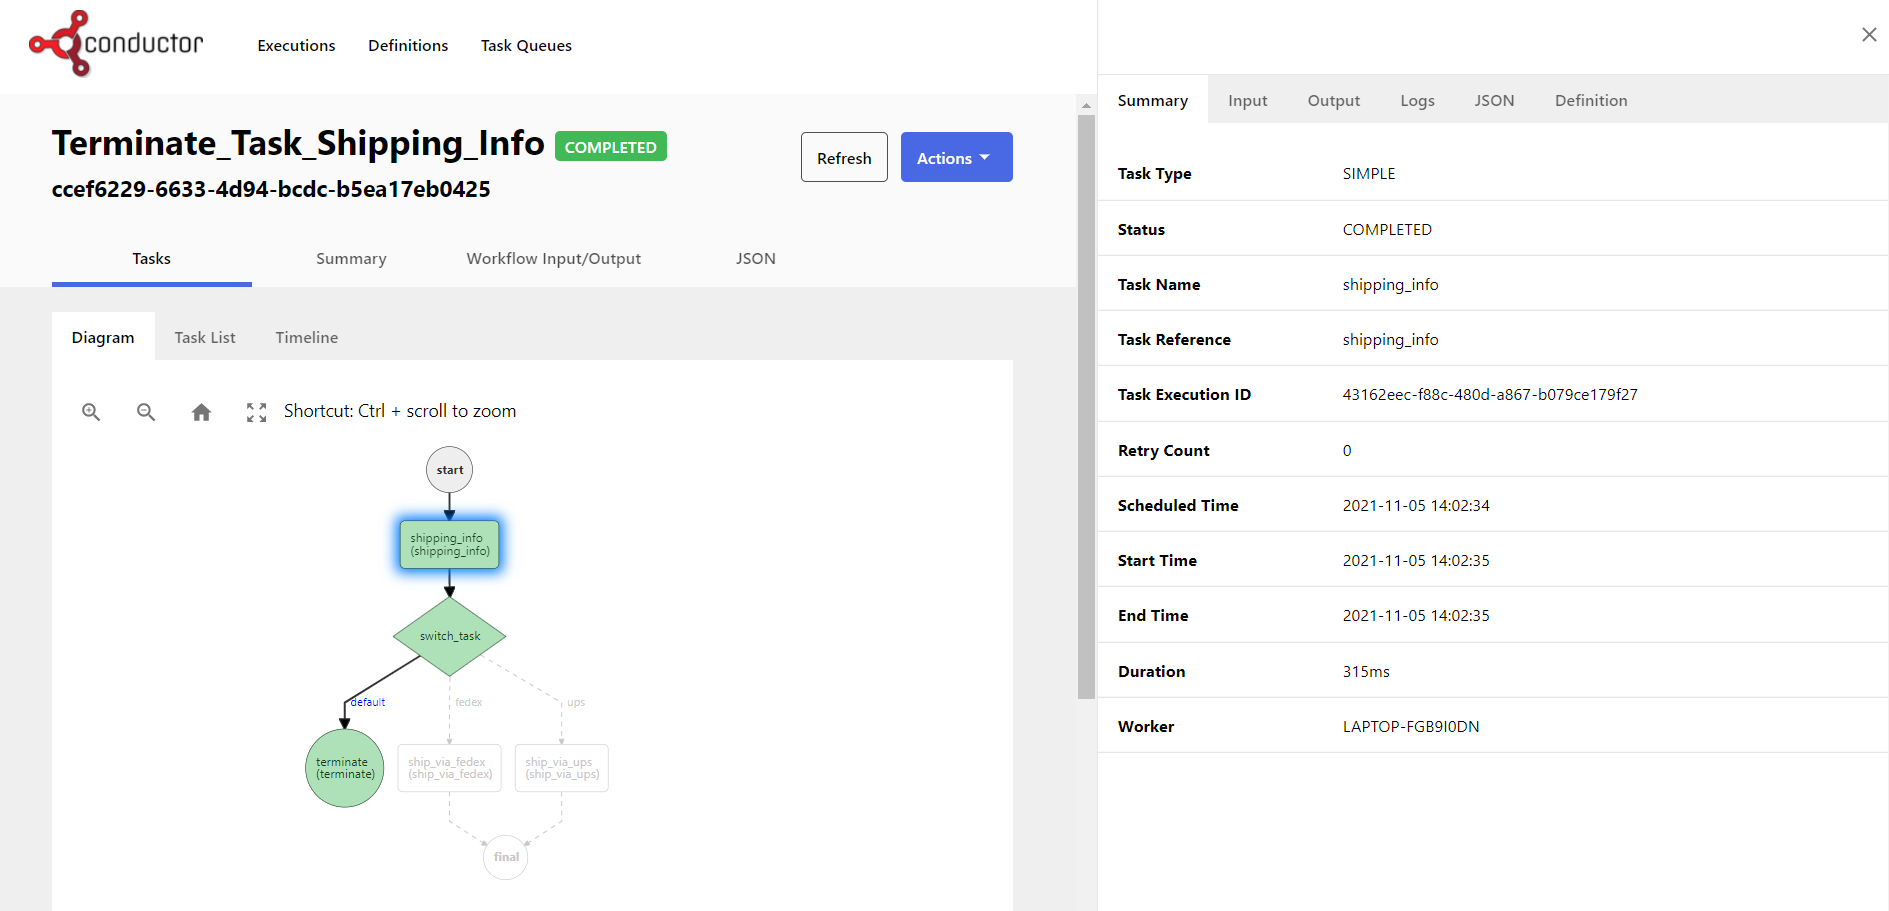 conductor
Executions Definitions Task Queues
Terminate_Task_Shipping_Info COMPLETED
ccef6229-6633-4d94-bcdc-b5ea17eb0425
Refresh
Actions
Tasks Summary Workflow Input/Output JSON
Diagram Task List Timeline
Shortcut: Ctrl + scroll to zoom
start
shipping_info
(shipping_info)
switch_task
default fedex ups
terminate
(terminate)
ship_via_fedex
(ship_via_fedex)
ship_via_ups
(ship_via_ups)
final
Summary Input Output Logs JSON Definition
Task Type SIMPLE
Status COMPLETED
Task Name shipping_info
Task Reference shipping_info
Task Execution ID 43162eec-f88c-480d-a867-b079ce179f27
Retry Count 0
Scheduled Time 2021-11-05 14:02:34
Start Time 2021-11-05 14:02:35
End Time 2021-11-05 14:02:35
Duration 315ms
Worker LAPTOP-FGB9I0DN